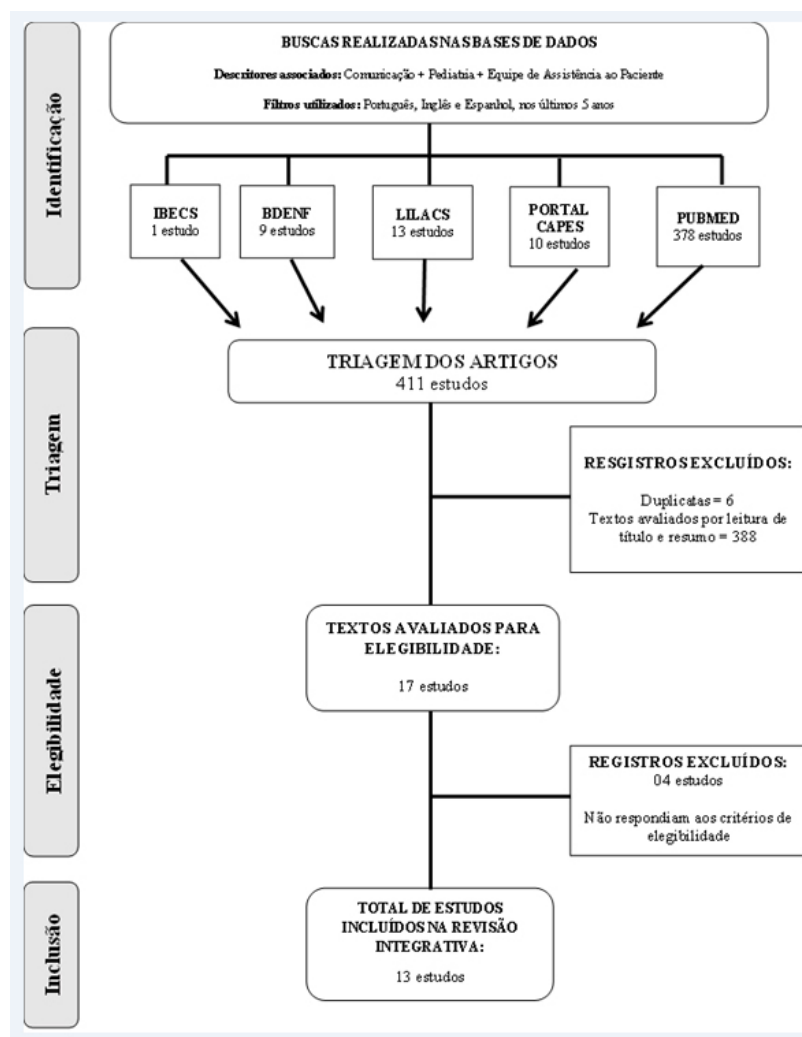 Identificação
BUSCAS REALIZADAS NAS BASES DE DADOS
Descritores associados: Comunicação + Pediatria + Equipe de Assistência ao Paciente
Filtros utilizados: Português, Inglês e Espanhol, nos últimos 5 anos
IBECS
1 estudo
BDENF
9 estudos
LILACS
13 estudos
PORTAL
CAPES
10 estudos
PUBMED
378 estudos
Triagem
TRIAGEM DOS ARTIGOS
411 estudos
RESGISTROS EXCLUÍDOS:
Duplicatas = 6
Textos avaliados por leitura de
título e resumo = 388
Elegibilidade
TEXTOS AVALIADOS PARA
ELEGIBILIDADE:
17 estudos
REGISTROS EXCLUÍDOS:
04 estudos
Não respondiam aos critérios de
elegibilidade
Inclusão
TOTAL DE ESTUDOS
INCLUÍDOS NA REVISÃO
INTEGRATIVA:
13 estudos